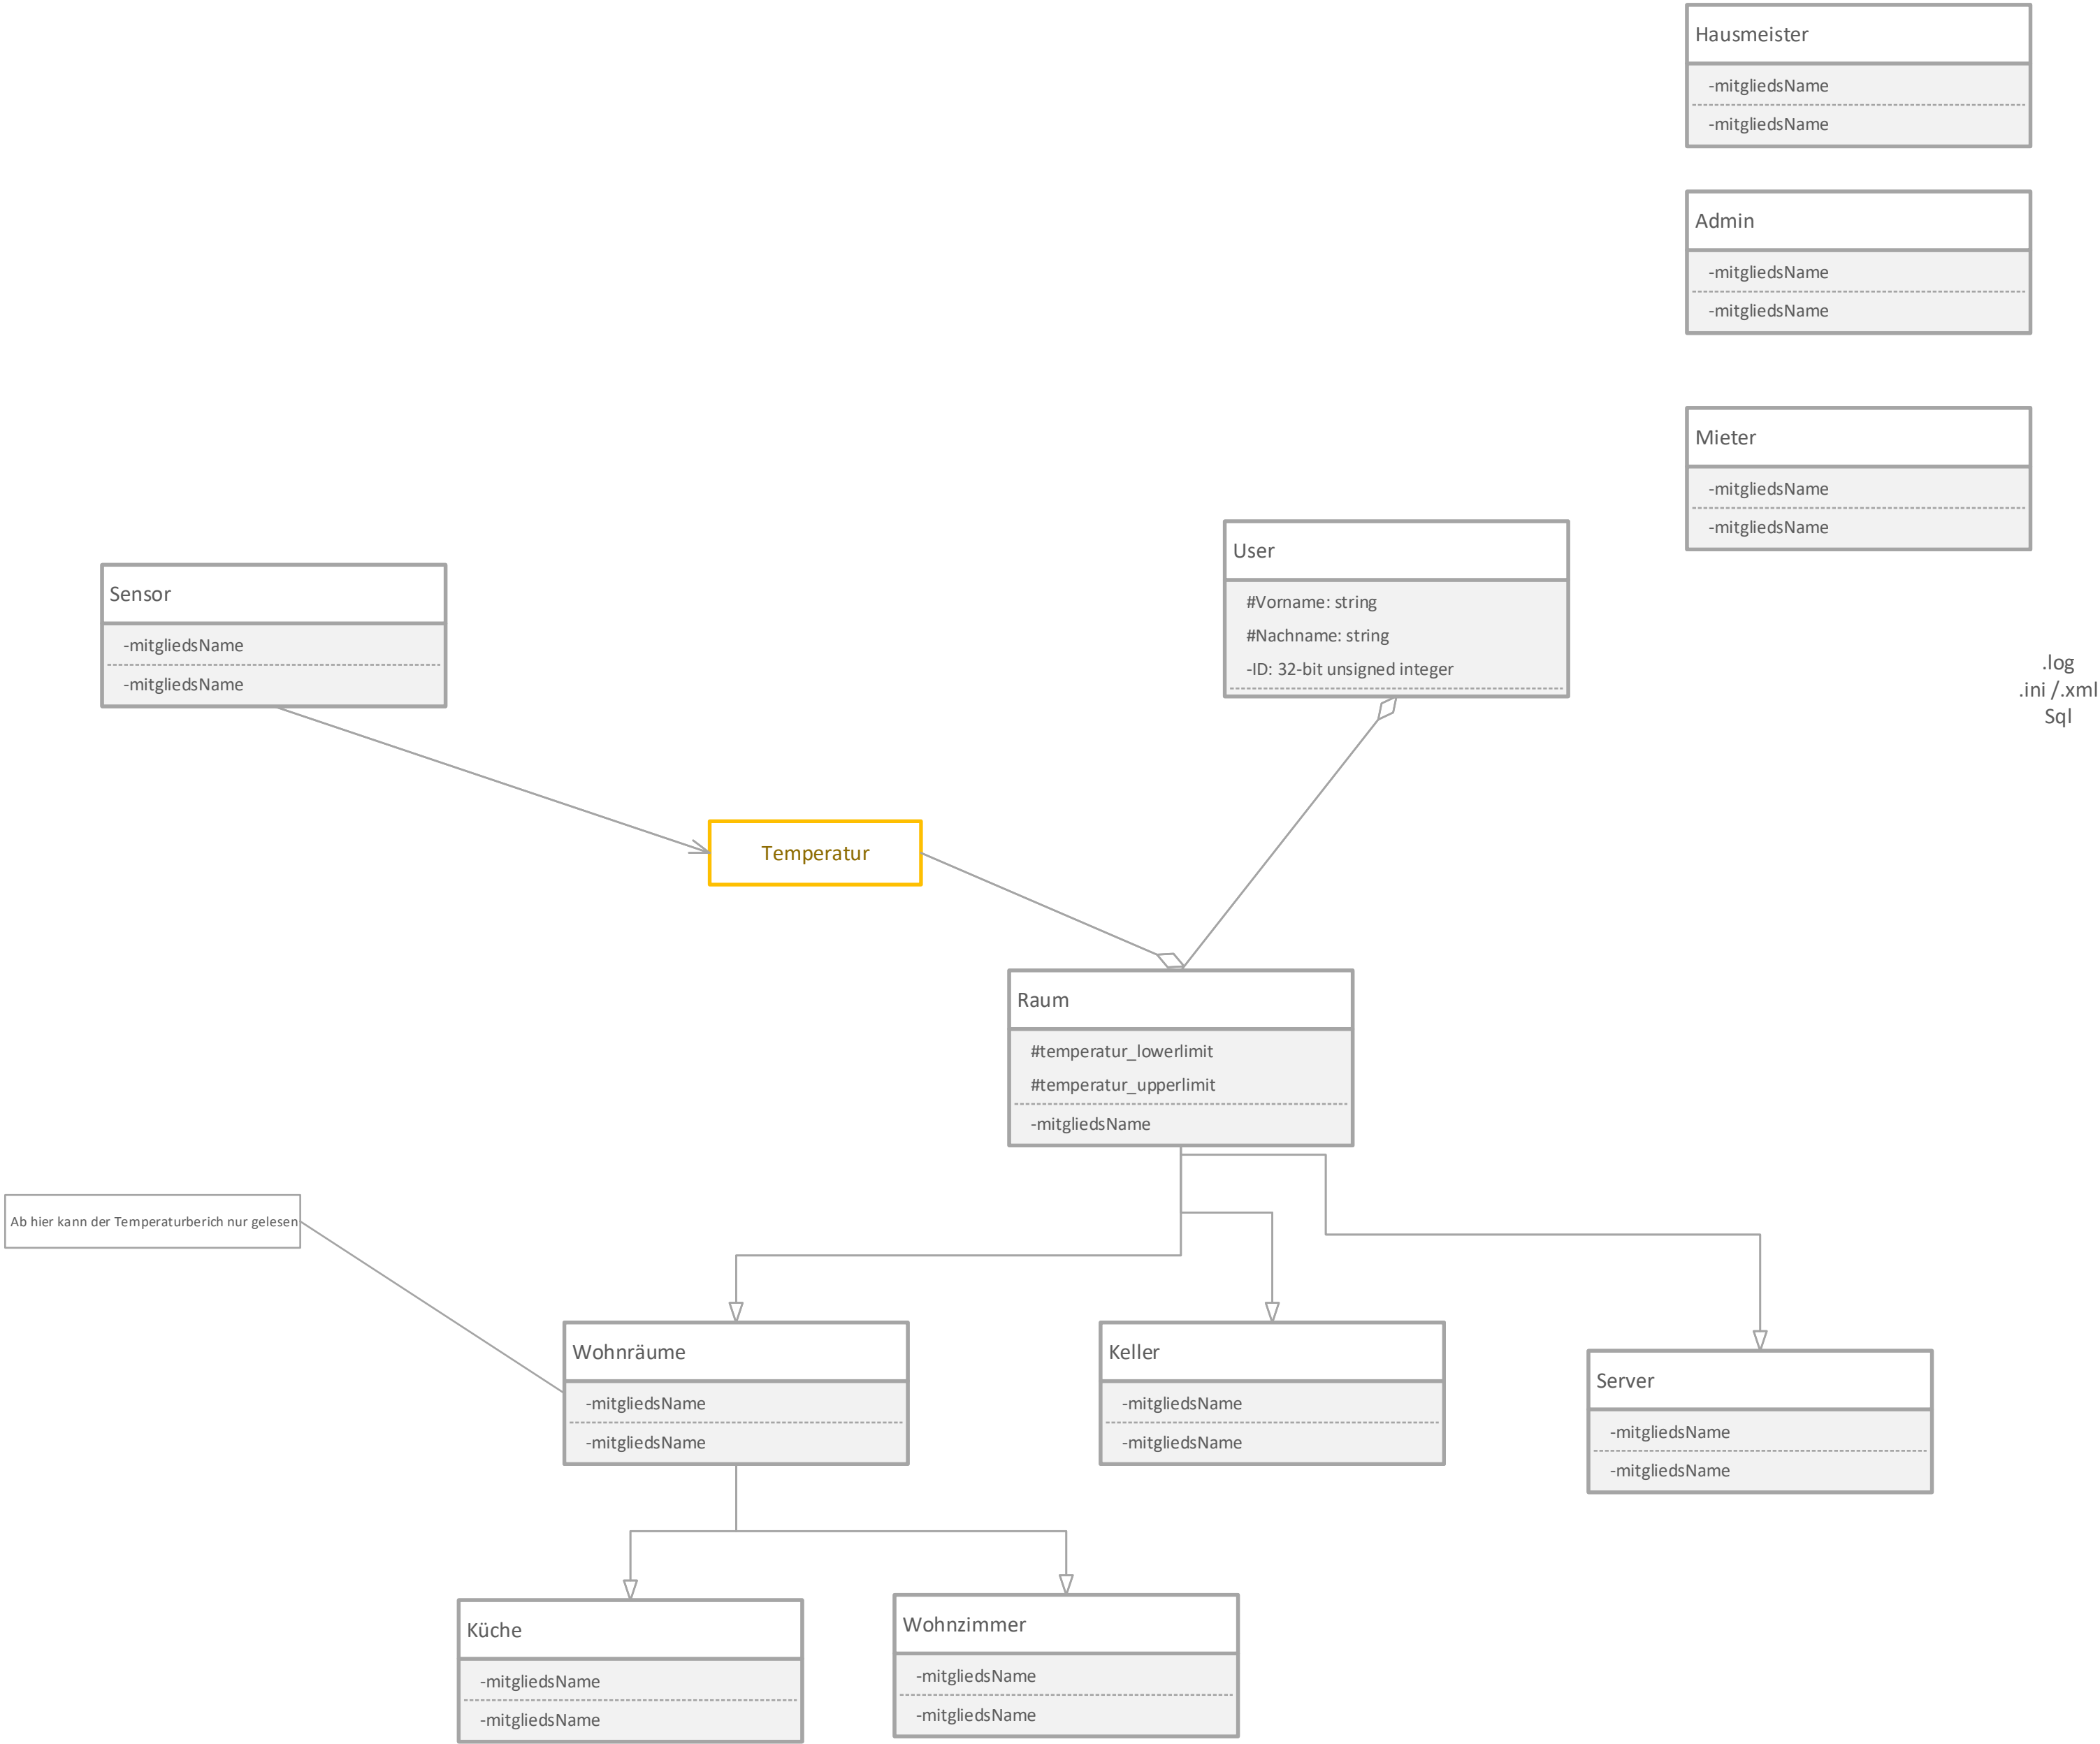 Hausmeister
-mitgliedsName
-mitgliedsName
Admin
-mitgliedsName
-mitgliedsName
Mieter
-mitgliedsName
-mitgliedsName
User
#Vorname: string
#Nachname: string
-ID: 32-bit unsigned integer
Sensor
-mitgliedsName
-mitgliedsName
.log
.ini /.xml
Sql
Temperatur
Raum
#temperatur_lowerlimit
#temperatur_upperlimit
-mitgliedsName
Ab hier kann der Temperaturberich nur gelesen
Wohnräume
-mitgliedsName
-mitgliedsName
Keller
-mitgliedsName
-mitgliedsName
Server
-mitgliedsName
-mitgliedsName
Küche
-mitgliedsName
-mitgliedsName
Wohnzimmer
-mitgliedsName
-mitgliedsName